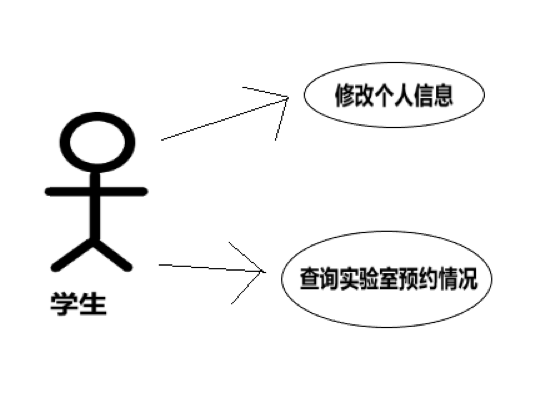 修改个人信息
查询实验室预约情况
学生